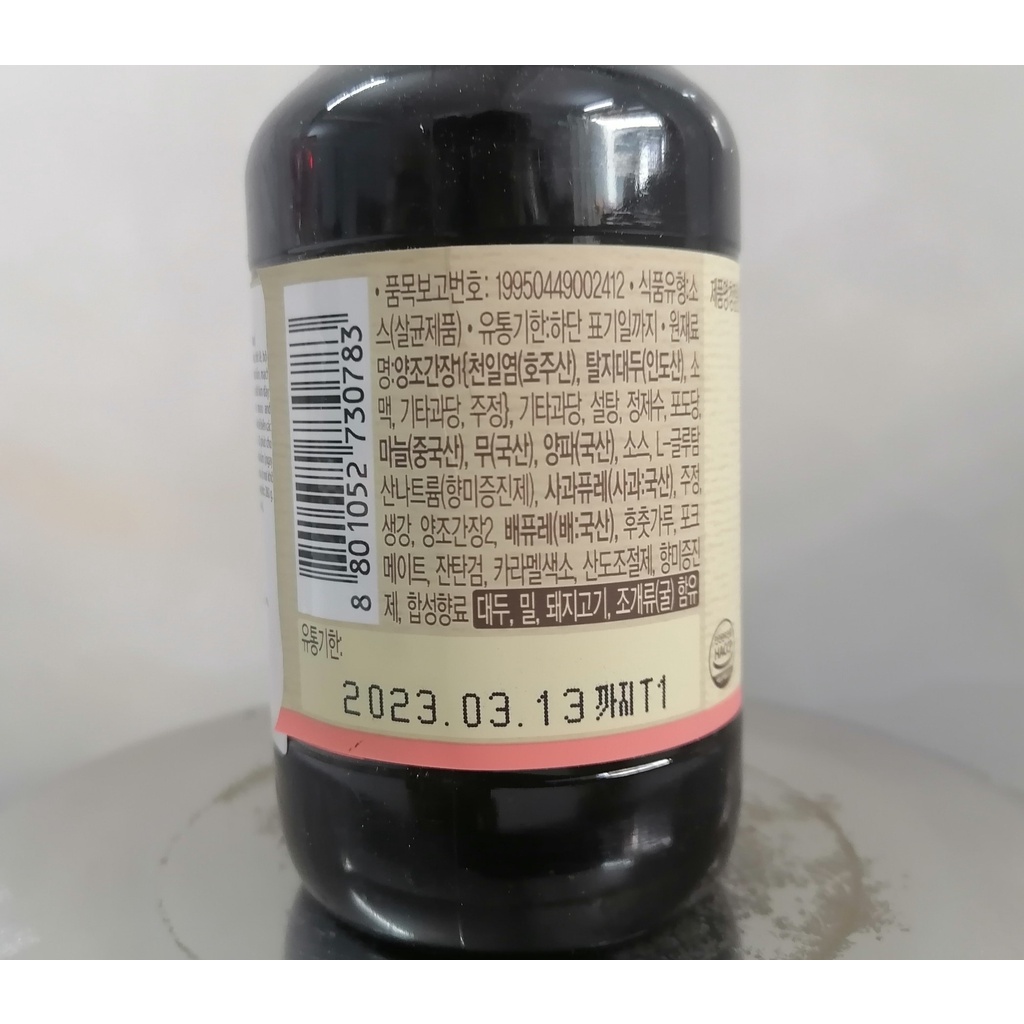 • 품목보고번호: 19950449002412 • 식품유형:소
스(살균제품) • 유통기한:하단 표기일까지 • 원재료
명:양조간장1{천일염(호주산), 탈지대두(인도산), 소
맥, 기타과당, 주정}, 기타과당, 설탕, 정제수, 포도당,
마늘(중국산), 무(국산), 양파(국산), 소스, L-글루탐
산나트륨(향미증진제), 사과퓨레(사과:국산), 주정,
생강, 양조간장2, 배퓨레(배:국산), 후춧가루, 포크
메이트, 잔탄검, 카라멜색소, 산도조절제, 향미증진
제, 합성향료 대두, 밀, 돼지고기, 조개류(굴) 함유
8 801052 730783
유통기한:
2023.03.13 까지 T1
HACCP